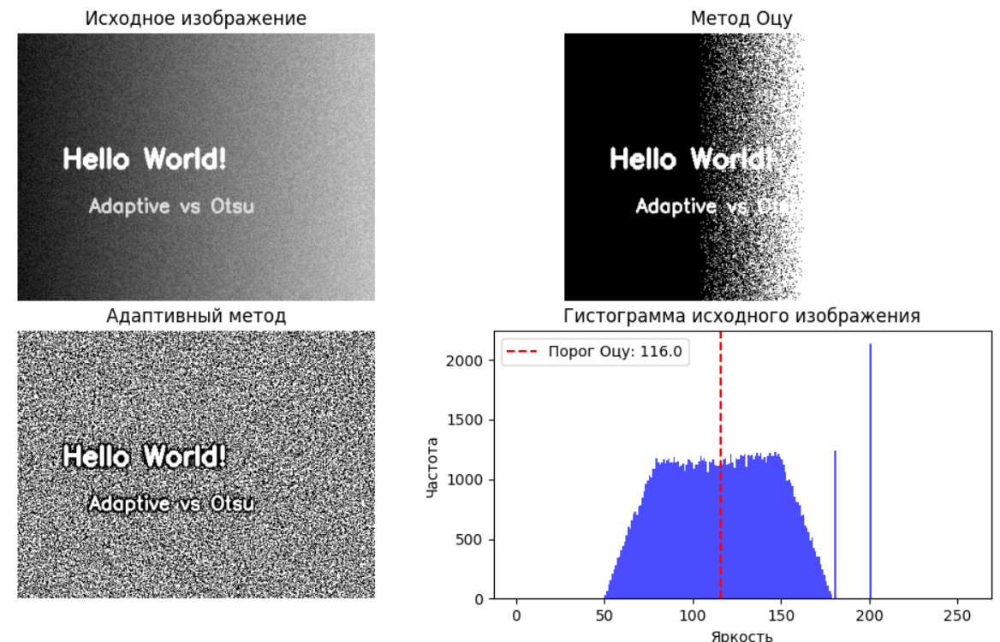 Исходное изображение
Hello World!
Adaptive vs Otsu
Метод Оцу
Hello World!
Adaptive vs Otsu
Адаптивный метод
Hello World!
Adaptive vs Otsu
Гистограмма исходного изображения
Порог Оцу: 116.0
Частота
2000
1500
1000
500
0
0 50 100 150 200 250
Яркость